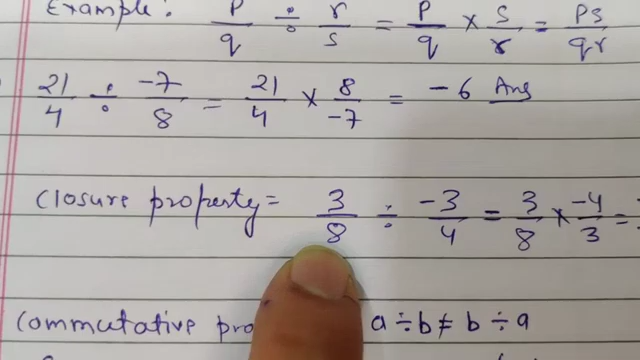 Example: p/q ÷ r/s = p/q × s/r = ps/qr
21/4 ÷ -7/8 = 21/4 × 8/-7 = -6 Ans
Closure property = 3/8 ÷ -3/4 = 3/8 × -4/3 =
Commutative a ÷ b ≠ b ÷ a